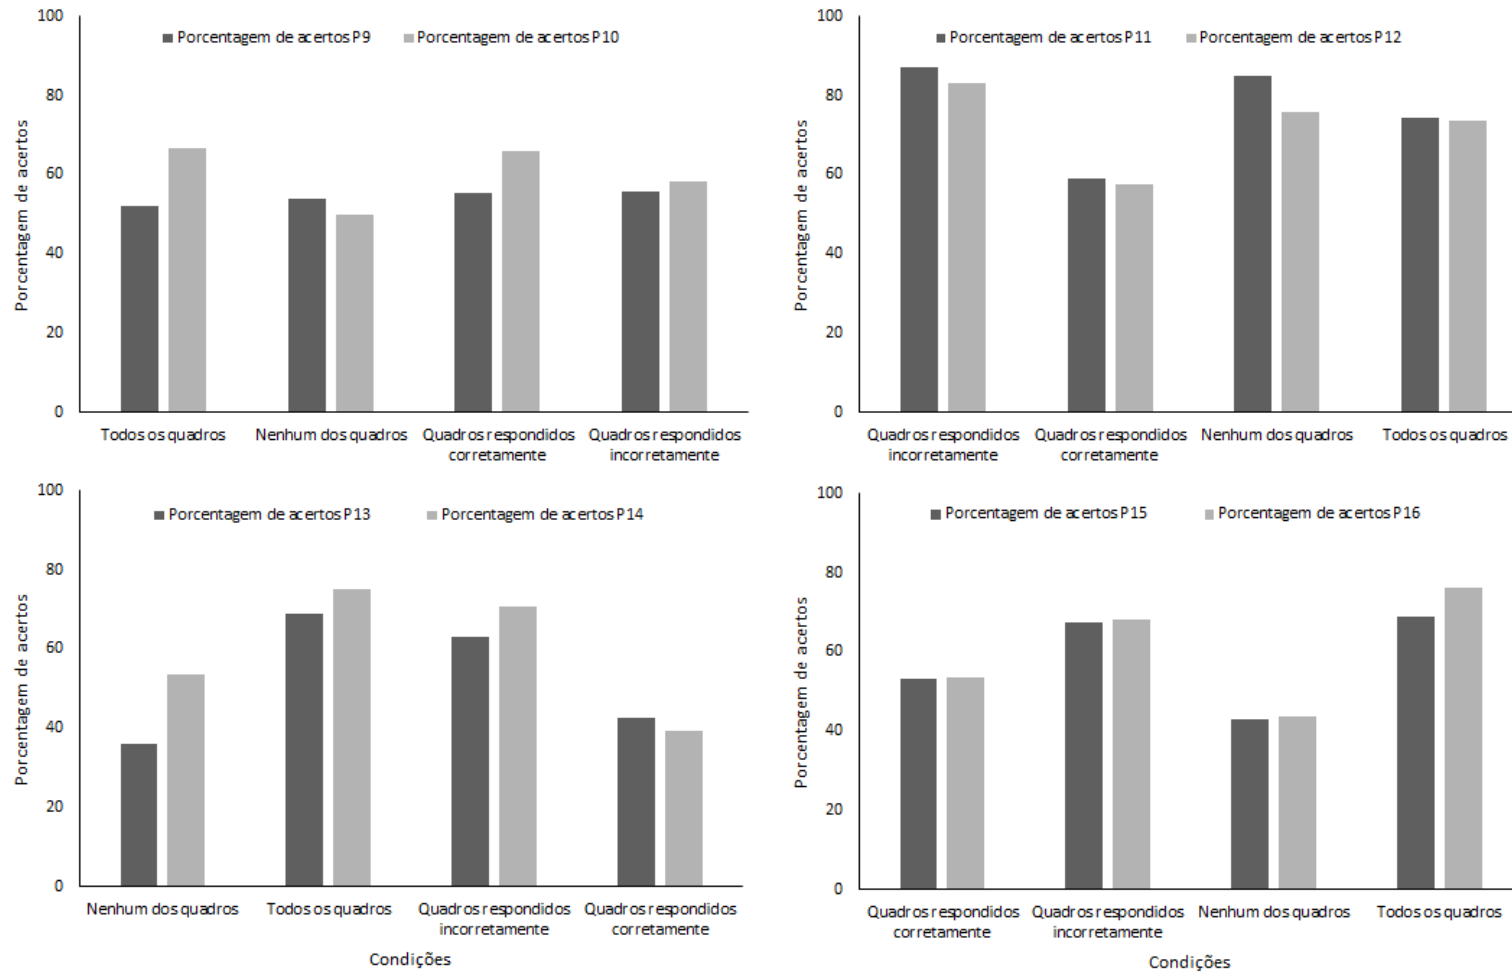 100
80
60
40
20
0
Porcentagem de acertos
Porcentagem de acertos P9
Porcentagem de acertos P10
Todos os quadros
Nenhum dos quadros
Quadros respondidos
corretamente
Quadros respondidos
incorretamente
100
80
60
40
20
0
Porcentagem de acertos
Porcentagem de acertos P11
Porcentagem de acertos P12
Quadros respondidos
incorretamente
Quadros respondidos
corretamente
Nenhum dos quadros
Todos os quadros
100
80
60
40
20
0
Porcentagem de acertos
Porcentagem de acertos P13
Porcentagem de acertos P14
Nenhum dos quadros
Todos os quadros
Quadros respondidos
incorretamente
Quadros respondidos
corretamente
Condições
100
80
60
40
20
0
Porcentagem de acertos
Porcentagem de acertos P15
Porcentagem de acertos P16
Quadros respondidos
corretamente
Quadros respondidos
incorretamente
Nenhum dos quadros
Todos os quadros
Condições